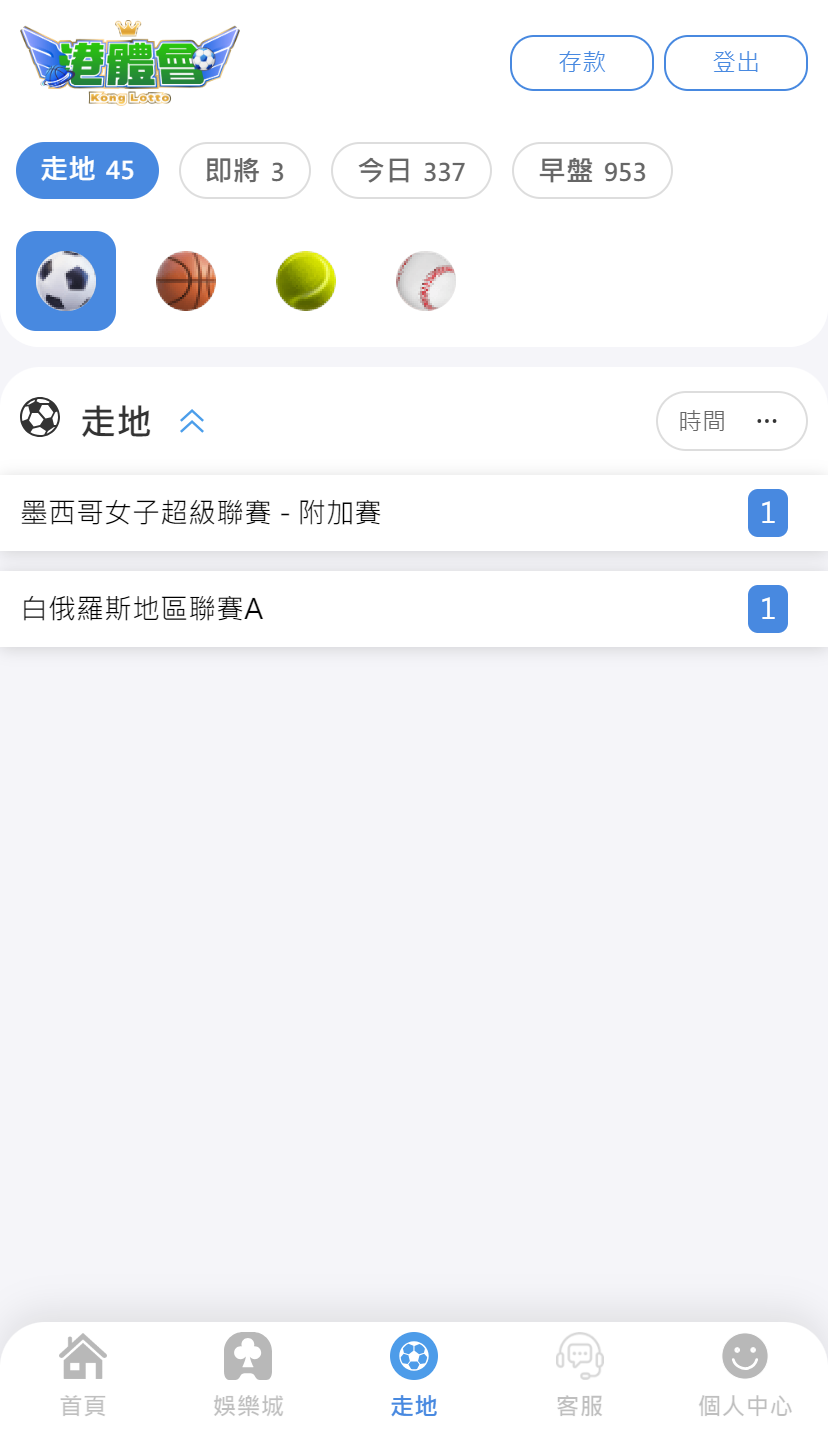 港體會
Kong Lotto
存款 登出
走地 45 即將 3 今日 337 早盤 953
走地 時間 ···
墨西哥女子超級聯賽 - 附加賽 1
白俄羅斯地區聯賽A 1
首頁 娛樂城 走地 客服 個人中心